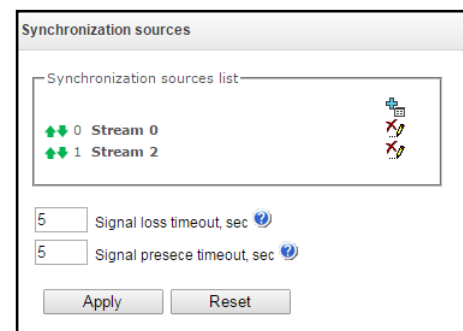 Synchronization sources
Synchronization sources list
0 Stream 0
1 Stream 2
5 Signal loss timeout, sec ?
5 Signal presece timeout, sec ?
Apply Reset